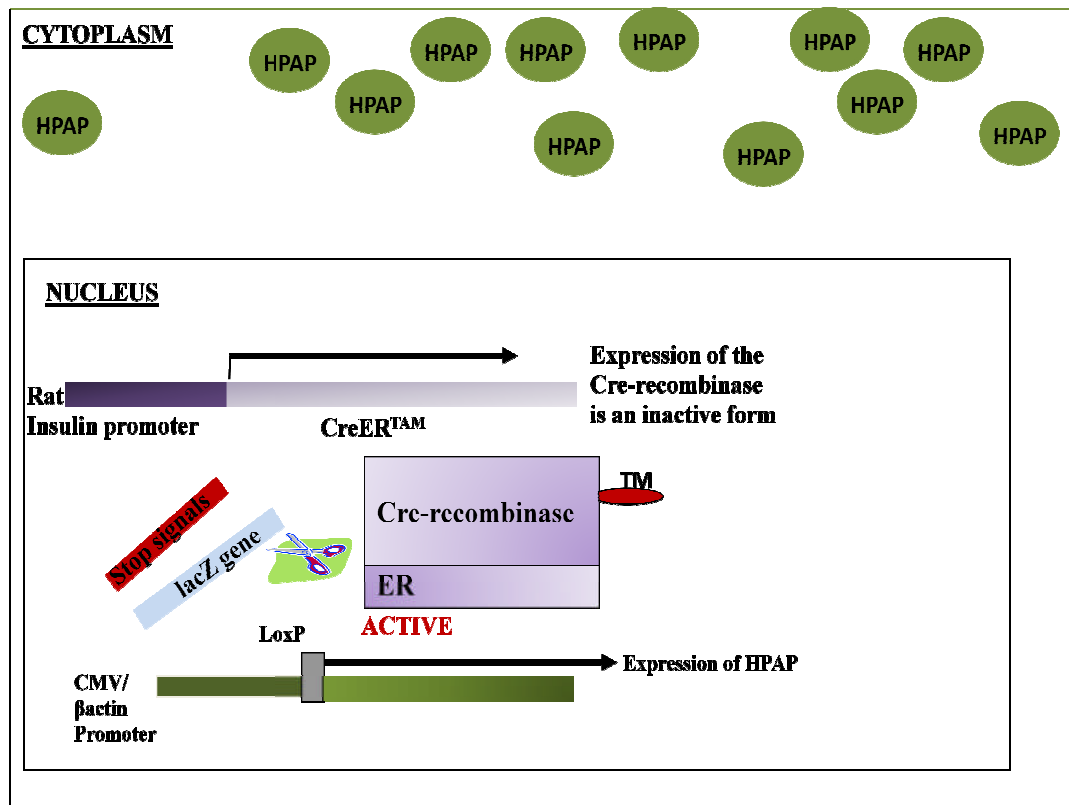 CYTOPLASM
HPAP
HPAP
HPAP
HPAP
HPAP
HPAP
HPAP
HPAP
HPAP
HPAP
HPAP
HPAP
HPAP
NUCLEUS
Rat
Insulin promoter
CreERTAM
Expression of the
Cre-recombinase
is an inactive form
Stop signals
lacZ gene
Cre-recombinase
TM
ER
ACTIVE
LoxP
Expression of HPAP
CMV/
βactin
Promoter